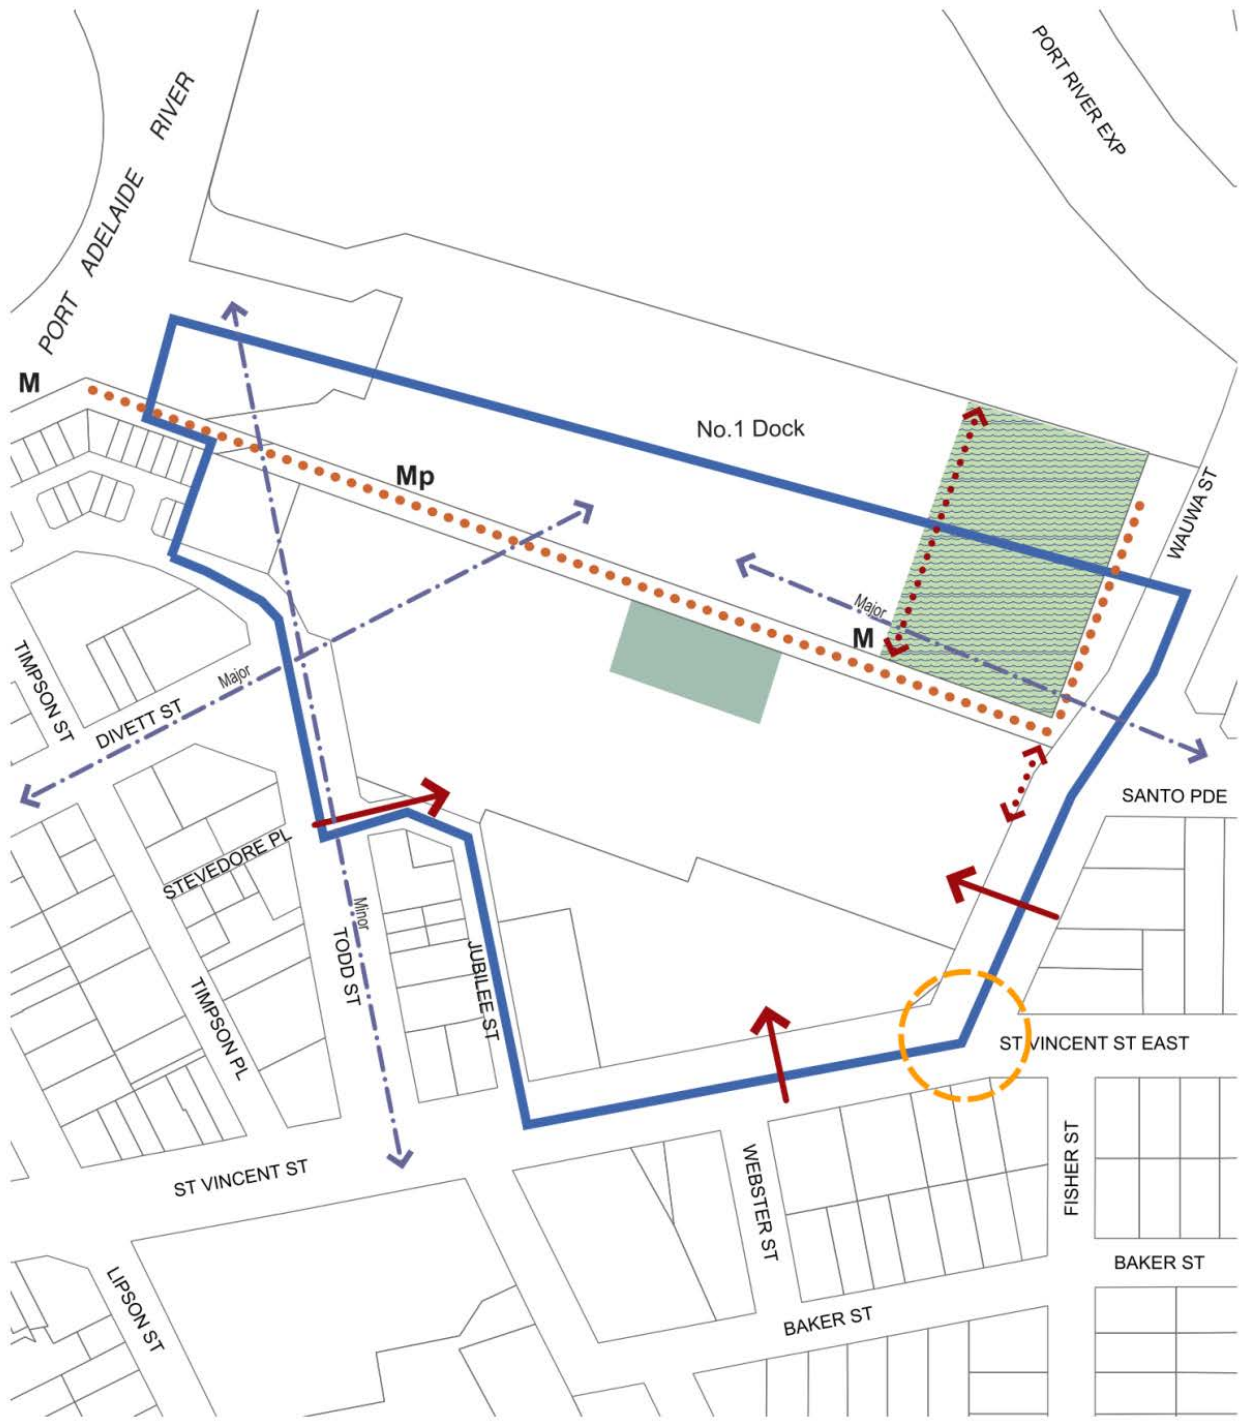 PORT RIVER EXP
PORT ADELAIDE RIVER
M
No.1 Dock
Mp
WAUWA ST
Major
M
TIMPSON ST
Major
DIVETT ST
SANTO PDE
STEVEDORE PL
Minor
TODD ST
JUBILEE ST
TIMPSON PL
ST VINCENT ST EAST
ST VINCENT ST
WEBSTER ST
FISHER ST
BAKER ST
LIPSON ST
BAKER ST